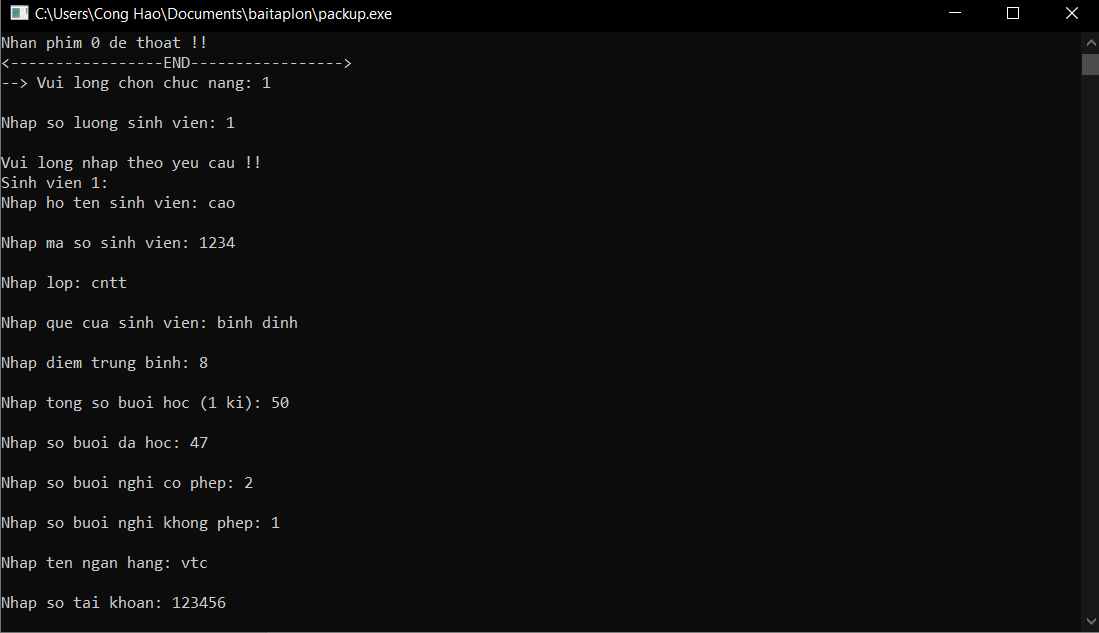 C:\Users\Cong Hao\Documents\baitaplon\packup.exe
Nhan phim 0 de thoat !!
<-----------------END----------------->
--> Vui long chon chuc nang: 1
Nhap so luong sinh vien: 1
Vui long nhap theo yeu cau !!
Sinh vien 1:
Nhap ho ten sinh vien: cao
Nhap ma so sinh vien: 1234
Nhap lop: cntt
Nhap que cua sinh vien: binh dinh
Nhap diem trung binh: 8
Nhap tong so buoi hoc (1 ki): 50
Nhap so buoi da hoc: 47
Nhap so buoi nghi co phep: 2
Nhap so buoi nghi khong phep: 1
Nhap ten ngan hang: vtc
Nhap so tai khoan: 123456